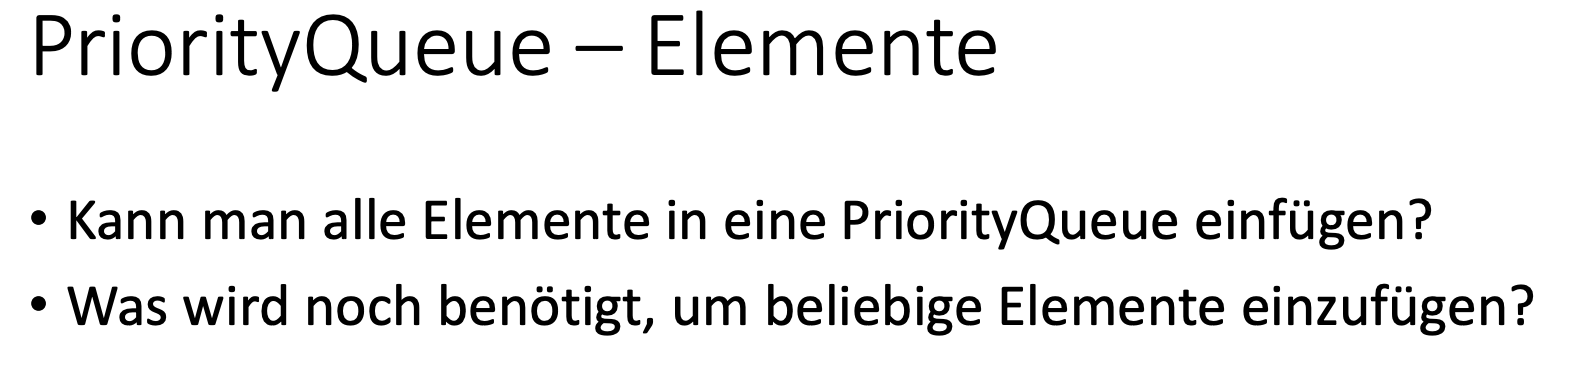 PriorityQueue – Elemente
• Kann man alle Elemente in eine PriorityQueue einfügen?
• Was wird noch benötigt, um beliebige Elemente einzufügen?